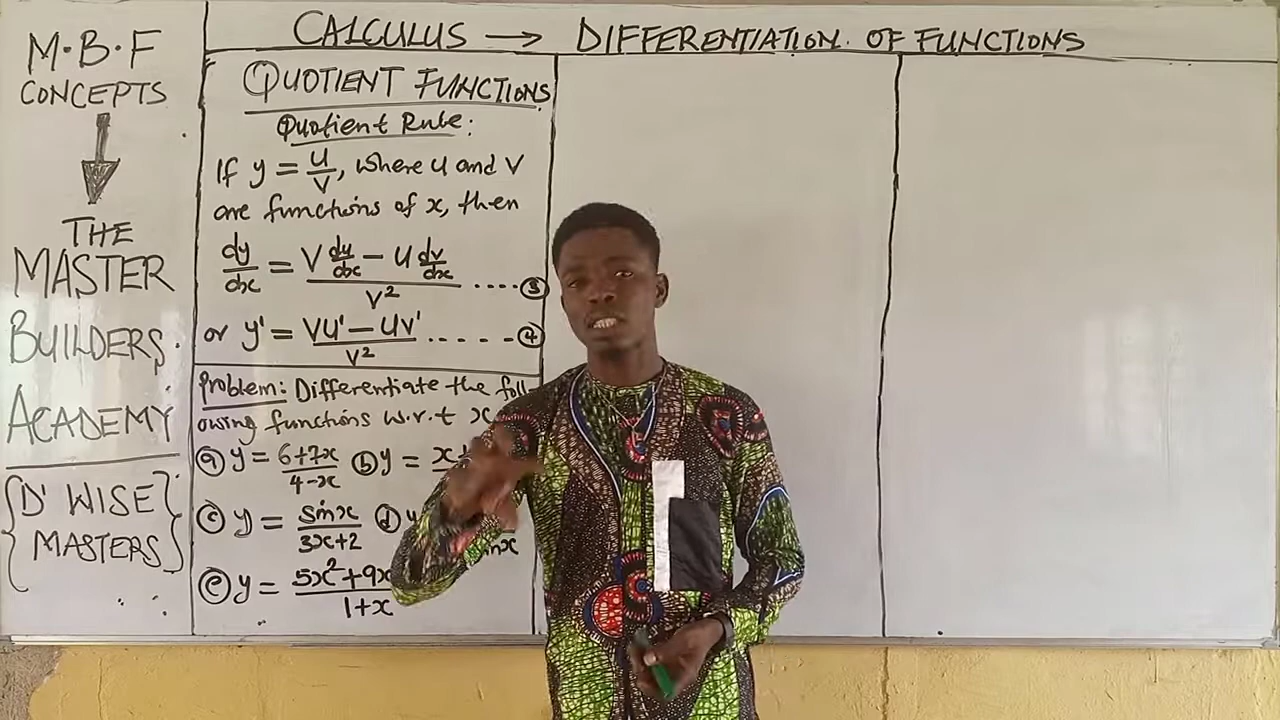 M.B.F
CONCEPTS
THE
MASTER
BUILDERS.
ACADEMY
{D' WISE
MASTERS}
CALCULUS → DIFFERENTIATION. OF FUNCTIONS
QUOTIENT FUNCTIONS
Quotient Rule:
If y = u/v, where u and v
are functions of x, then
dy/dx = (V du/dx - u dv/dx)/V² ....③
or y' = (Vu' - uv')/V² ......④
Problem: Differentiate the foll-
owing functions w.r.t x
ⓐ y = (6+7x)/(4-x) ⓑ y = x
ⓒ y = sinx/(3x+2) ⓓ
ⓔ y = (5x²+9x)/(1+x)